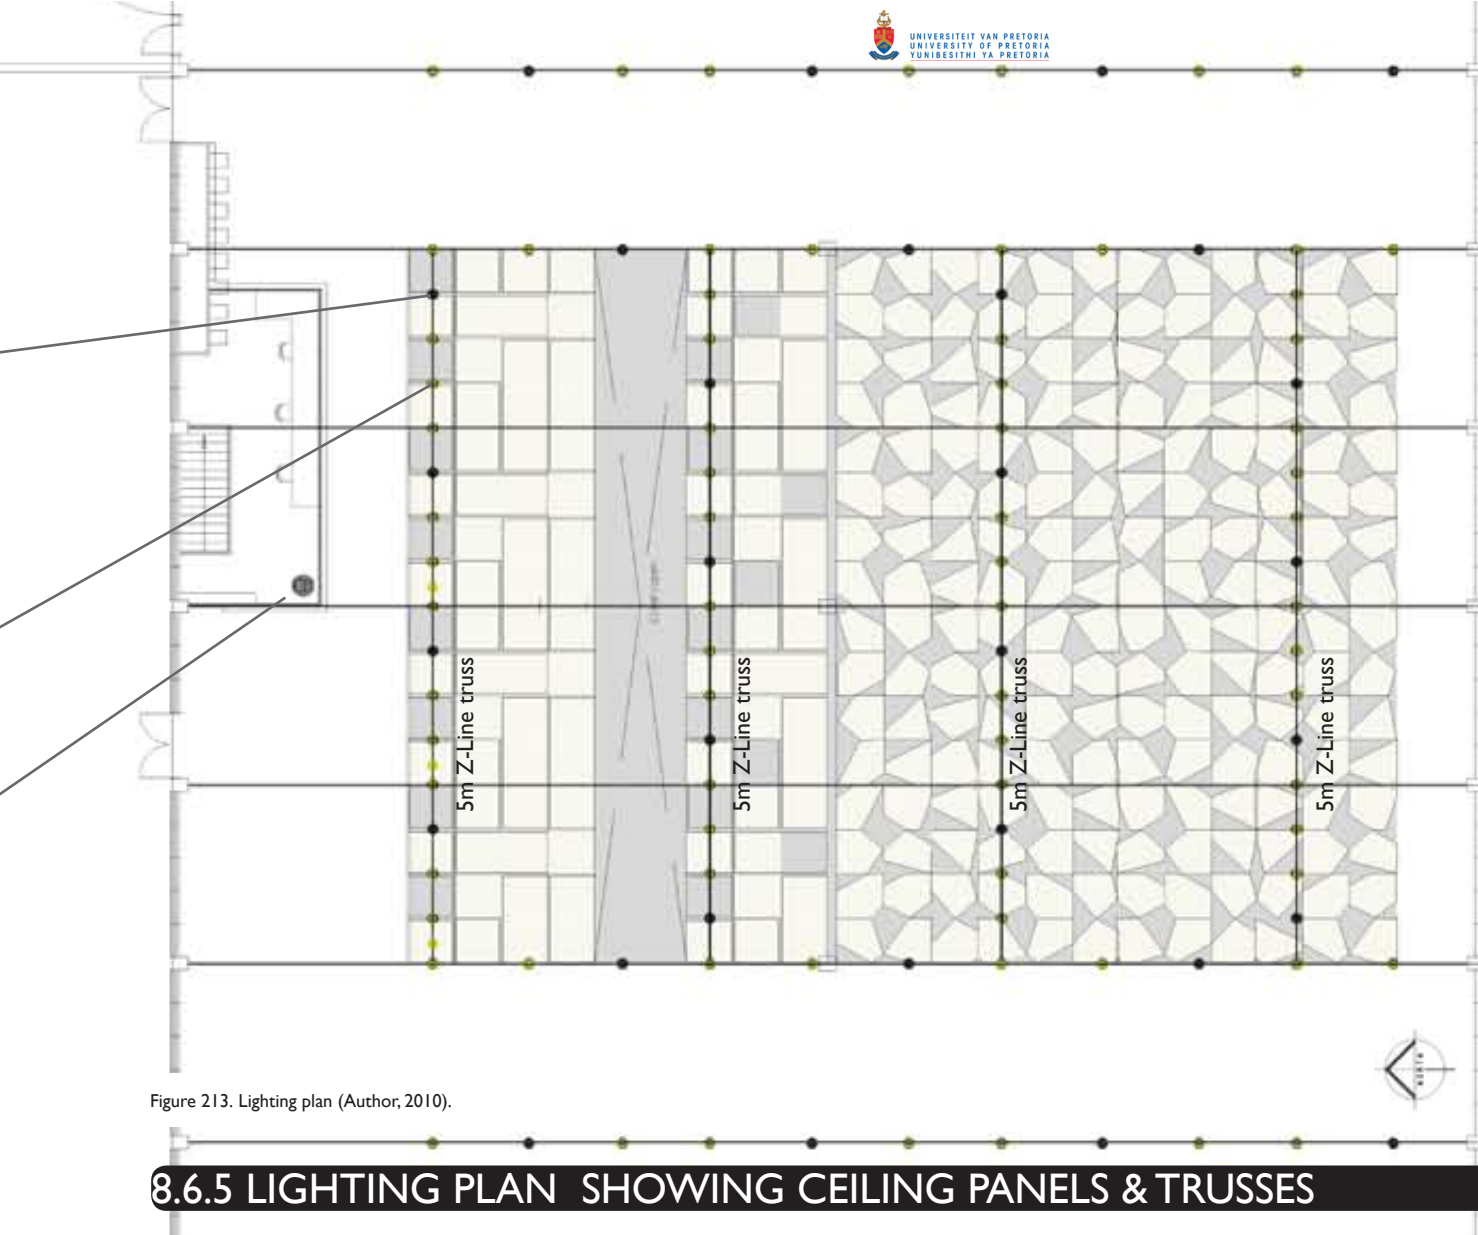 UNIVERSITEIT VAN PRETORIA
UNIVERSITY OF PRETORIA
YUNIBESITHI YA PRETORIA
5m Z-Line truss
5m Z-Line truss
5m Z-Line truss
5m Z-Line truss
NORTH
Figure 213. Lighting plan (Author, 2010).
8.6.5 LIGHTING PLAN SHOWING CEILING PANELS & TRUSSES